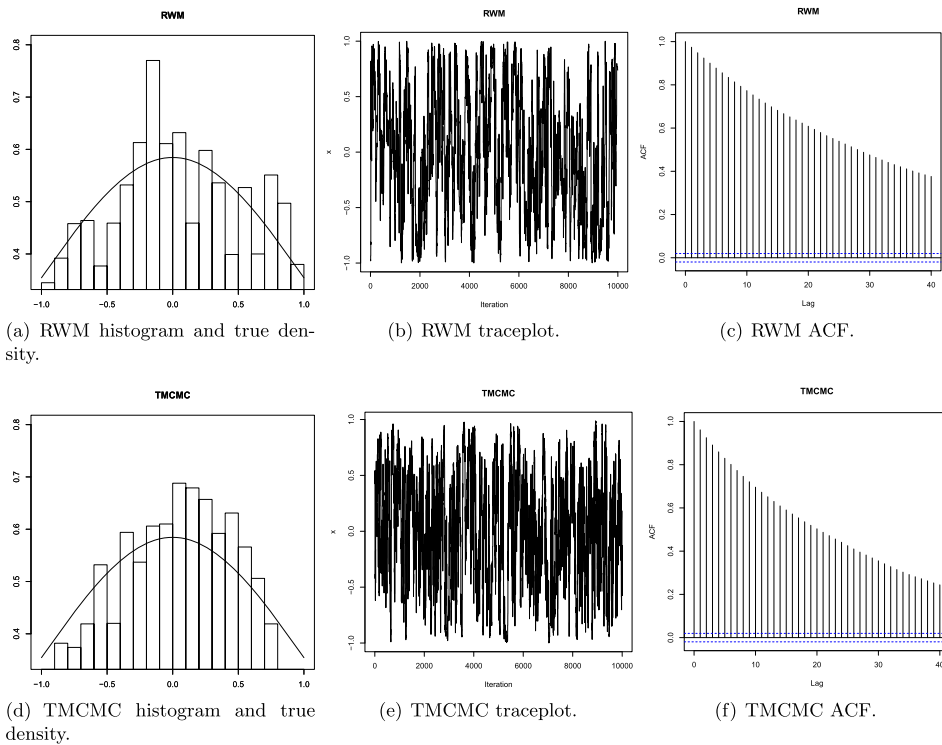 RWM
0.8
0.7
0.6
0.5
0.4
−1.0 −0.5 0.0 0.5 1.0
(a) RWM histogram and true den-
sity.
RWM
1.0
0.5
0.0
−0.5
−1.0
x
0 2000 4000 6000 8000 10000
Iteration
(b) RWM traceplot.
RWM
1.0
0.8
0.6
0.4
0.2
0.0
ACF
0 10 20 30 40
Lag
(c) RWM ACF.
TMCMC
0.8
0.7
0.6
0.5
0.4
−1.0 −0.5 0.0 0.5 1.0
(d) TMCMC histogram and true
density.
TMCMC
1.0
0.5
0.0
−0.5
−1.0
x
0 2000 4000 6000 8000 10000
Iteration
(e) TMCMC traceplot.
TMCMC
1.0
0.8
0.6
0.4
0.2
0.0
ACF
0 10 20 30 40
Lag
(f) TMCMC ACF.